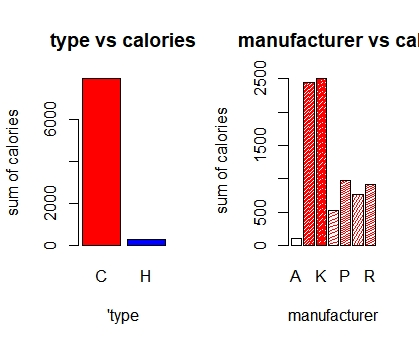 type vs calories
sum of calories
6000
2000
0
C H
'type
manufacturer vs cal
sum of calories
2500
1500
500
0
A K P R
manufacturer